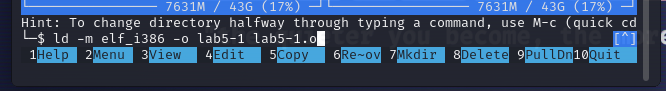 7631M / 43G (17%) 7631M / 43G (17%)
Hint: To change directory halfway through typing a command, use M-c (quick cd
└─$ ld -m elf_i386 -o lab5-1 lab5-1.o [^]
1Help 2Menu 3View 4Edit 5Copy 6Re~ov 7Mkdir 8Delete 9PullDn 10Quit